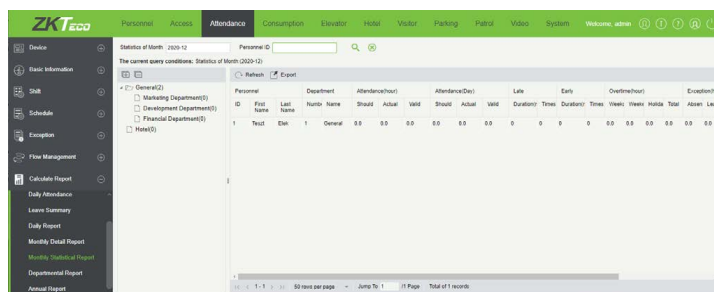 ZKTeco
Personnel Access Attendance Consumption Elevator Hotel Visitor Parking Patrol Video System Welcome, admin
Device
Basic Information
Shift
Schedule
Exception
Flow Management
Calculate Report
Daily Attendance
Leave Summary
Daily Report
Monthly Detail Report
Monthly Statistical Report
Departmental Report
Annual Report
Statistics of Month 2020-12 Personnel ID
The current query conditions: Statistics of Month:(2020-12)
General(2)
Marketing Department(0)
Development Department(0)
Financial Department(0)
Hotel(0)
Refresh Export
Personnel Department Attendance(hour) Attendance(Day) Late Early Overtime(hour)
ID First Name Last Name Numb Name Should Actual Valid Should Actual Valid Times Times Total Absen
1 Teszt Elek 1 General 0.0 0.0 0.0 0.0 0.0 0.0 0 0 0 0 0.0 0.0 0.0 0.0 0.0
1-1 50 rows per page Jump To 1 /1 Page Total of 1 records